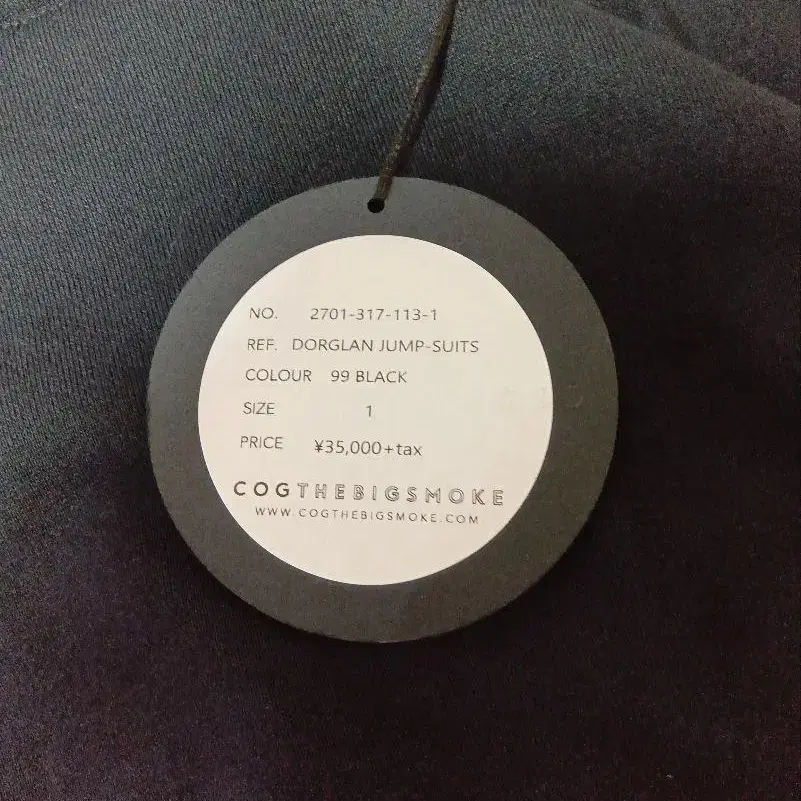 NO. 2701-317-113-1
REF. DORGLAN JUMP-SUITS
COLOUR 99 BLACK
SIZE 1
PRICE ¥35,000+tax
COGTHEBIGSMOKE
WWW.COGTHEBIGSMOKE.COM